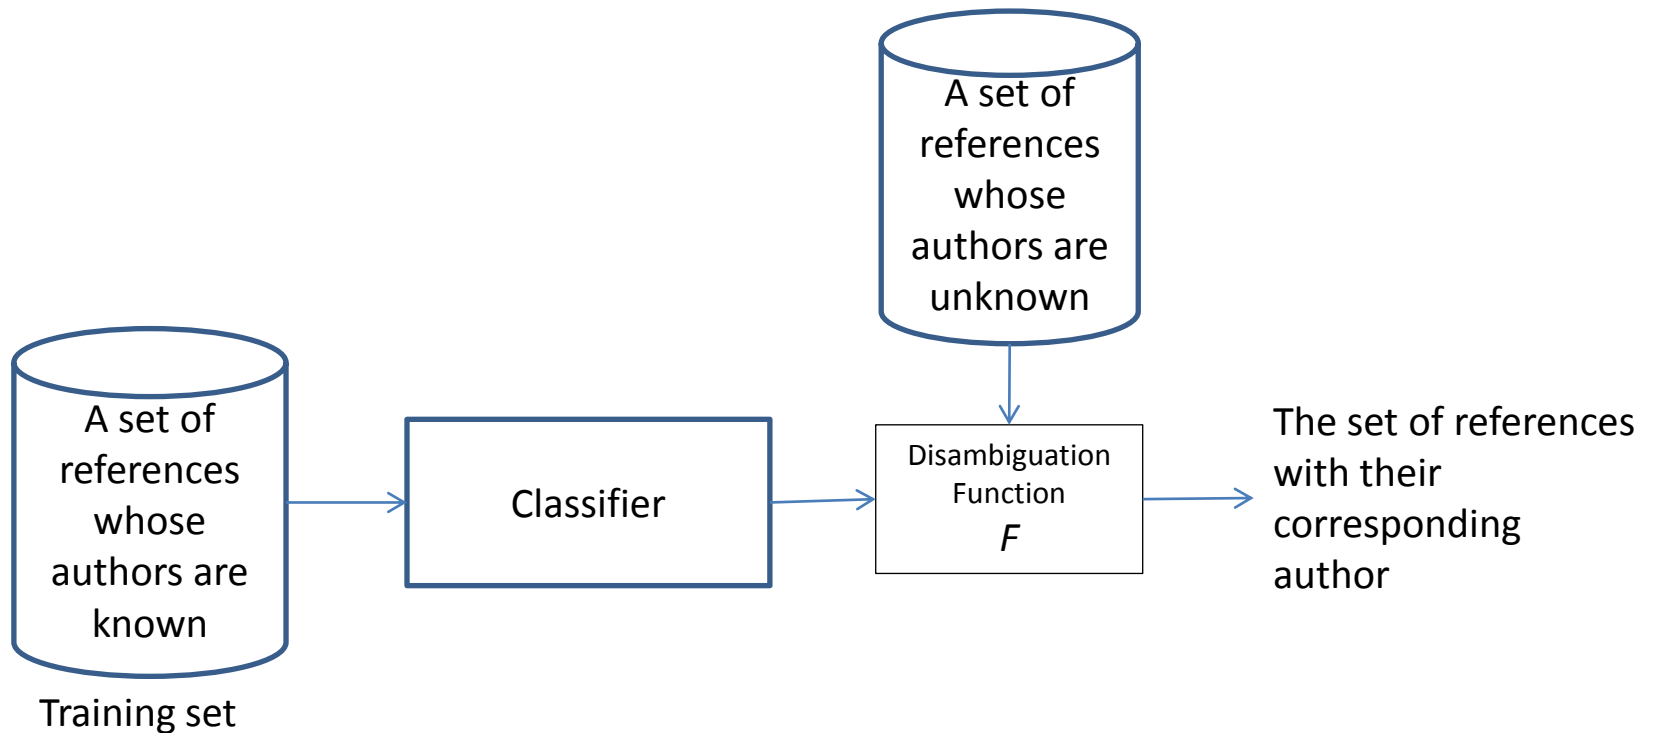 A set of
references
whose
authors are
unknown
A set of
references
whose
authors are
known
Training set
Classifier
Disambiguation
Function
F
The set of references
with their
corresponding
author